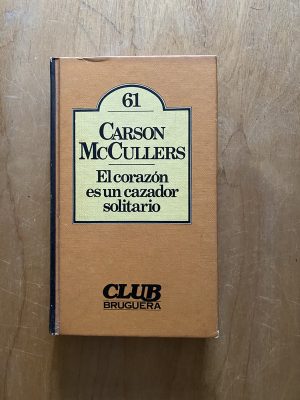 61
CARSON
McCULLERS
El corazón
es un cazador
solitario
CLUB
BRUGUERA